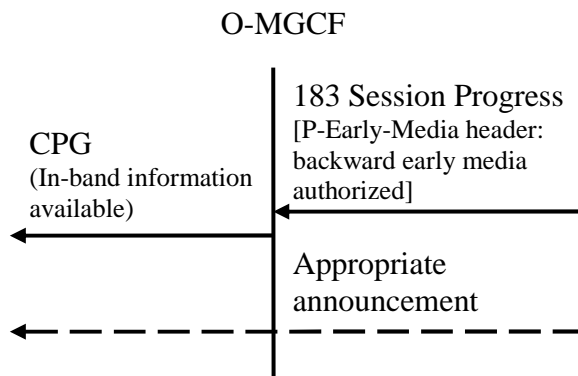 O-MGCF
183 Session Progress
[P-Early-Media header:
backward early media
authorized]
CPG
(In-band information
available)
Appropriate
announcement